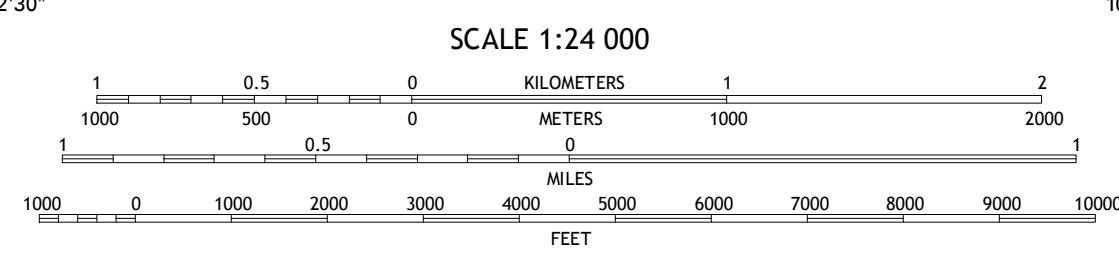 2'30" 10
SCALE 1:24 000
1 0.5 0 KILOMETERS 1 2
1000 500 0 METERS 1000 2000
1 0.5 0 1
MILES
1000 0 1000 2000 3000 4000 5000 6000 7000 8000 9000 10000
FEET